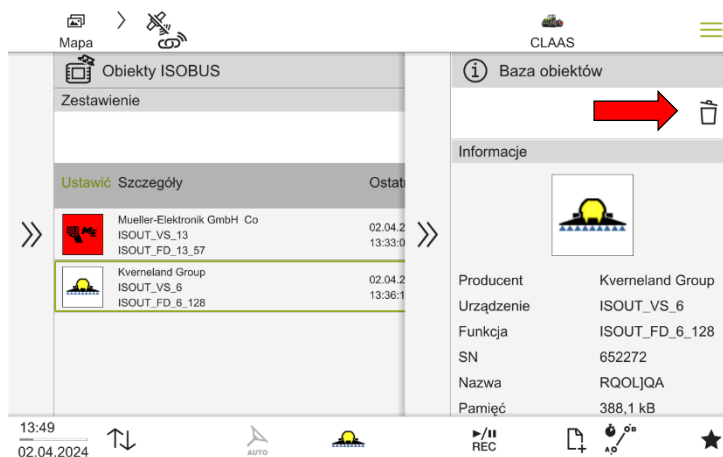 Mapa
CLAAS
Obiekty ISOBUS
Zestawienie
Ustawić Szczegóły Ostat
ME
Mueller-Elektronik GmbH Co
ISOUT_VS_13
ISOUT_FD_13_57
02.04.2
13:33:0
Kverneland Group
ISOUT_VS_6
ISOUT_FD_6_128
02.04.2
13:36:1
Baza obiektów
Informacje
Producent Kverneland Group
Urządzenie ISOUT_VS_6
Funkcja ISOUT_FD_6_128
SN 652272
Nazwa RQOL]QA
Pamięć 388,1 kB
13:49
02.04.2024
AUTO
REC